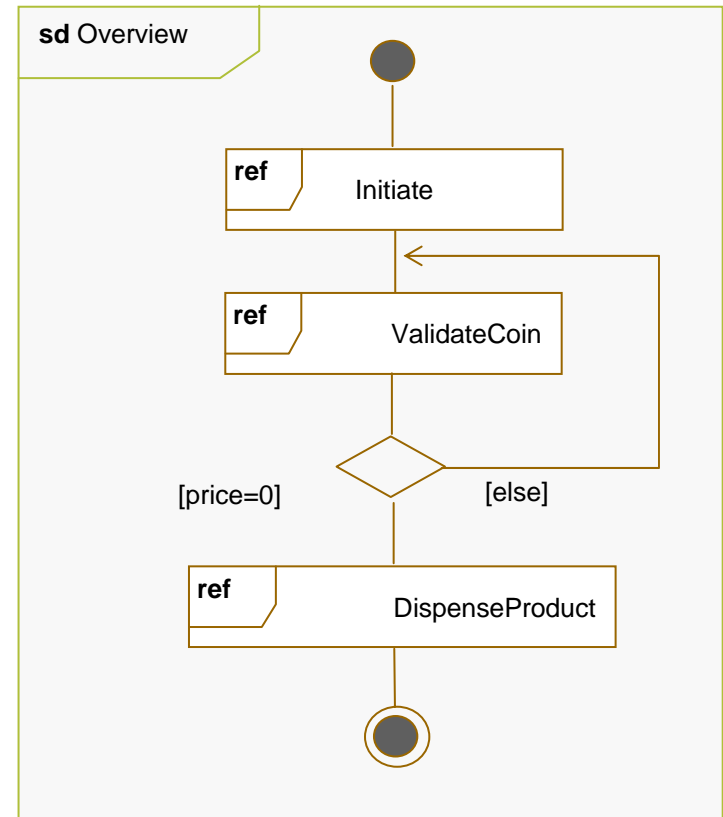 sd Overview
ref
Initiate
ref
ValidateCoin
[price=0]
[else]
ref
DispenseProduct